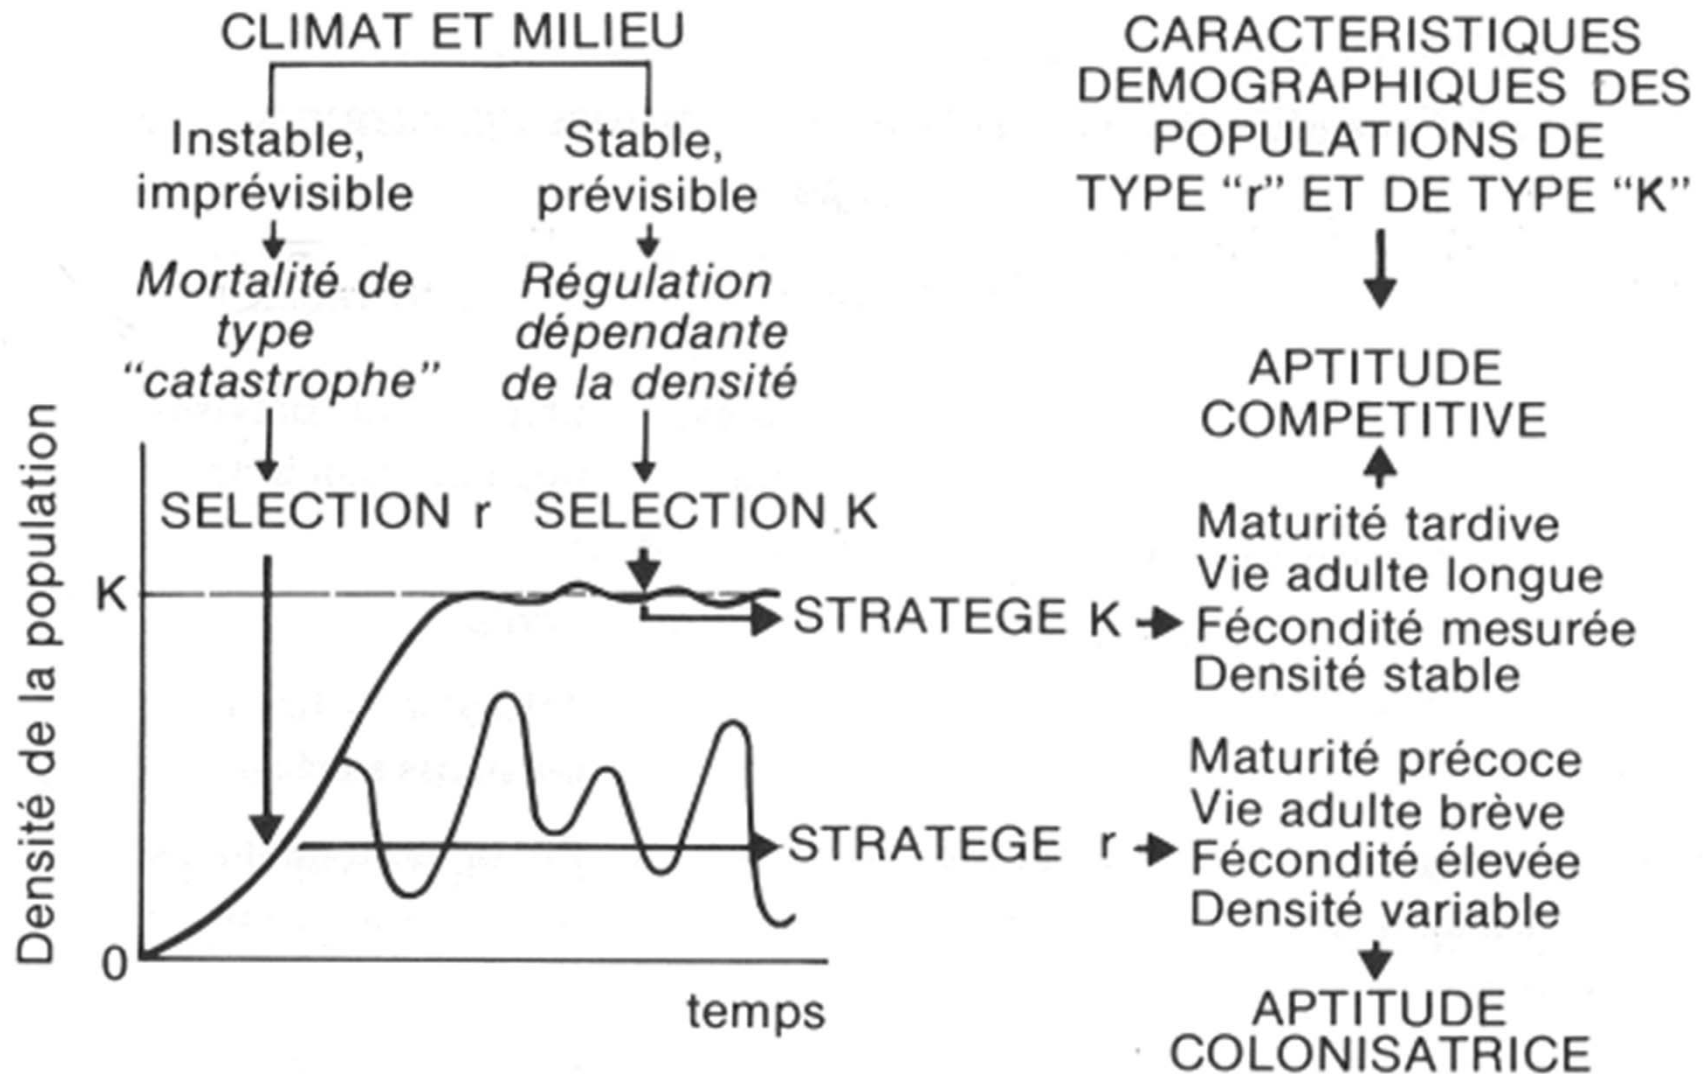 CLIMAT ET MILIEU
Instable,
imprévisible
Mortalité de
type
“catastrophe”
SELECTION r
Stable,
prévisible
Régulation
dépendante
de la densité
SELECTION K
Densité de la population
K
0
temps
STRATEGE K
STRATEGE r
CARACTERISTIQUES
DEMOGRAPHIQUES DES
POPULATIONS DE
TYPE “r” ET DE TYPE “K”
APTITUDE
COMPETITIVE
Maturité tardive
Vie adulte longue
Fécondité mesurée
Densité stable
Maturité précoce
Vie adulte brève
Fécondité élevée
Densité variable
APTITUDE
COLONISATRICE